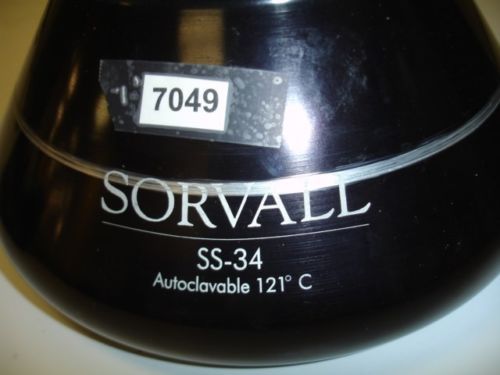 7049
SORVALL
SS-34
Autoclavable 121° C